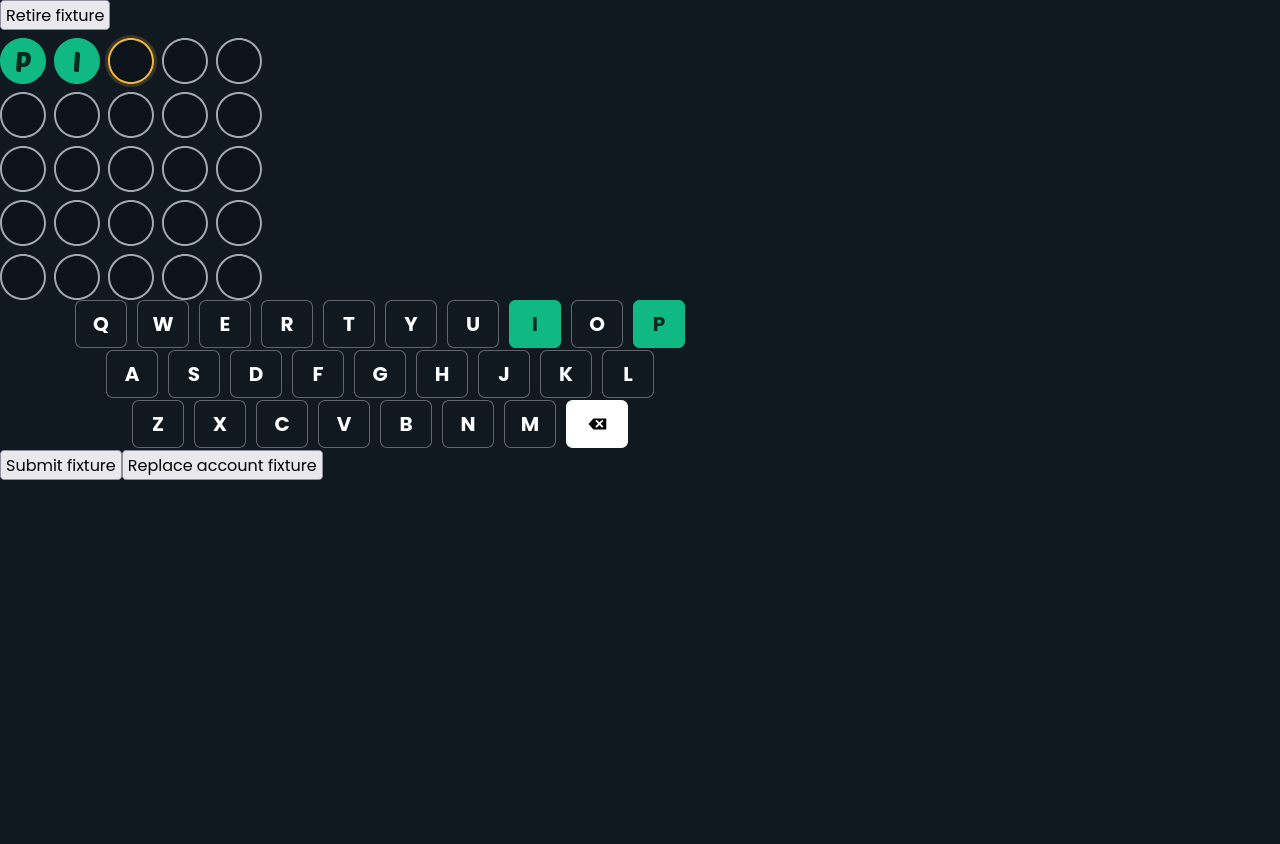 Retire fixture
P I
Q W E R T Y U I O P
A S D F G H J K L
Z X C V B N M
Submit fixture Replace account fixture